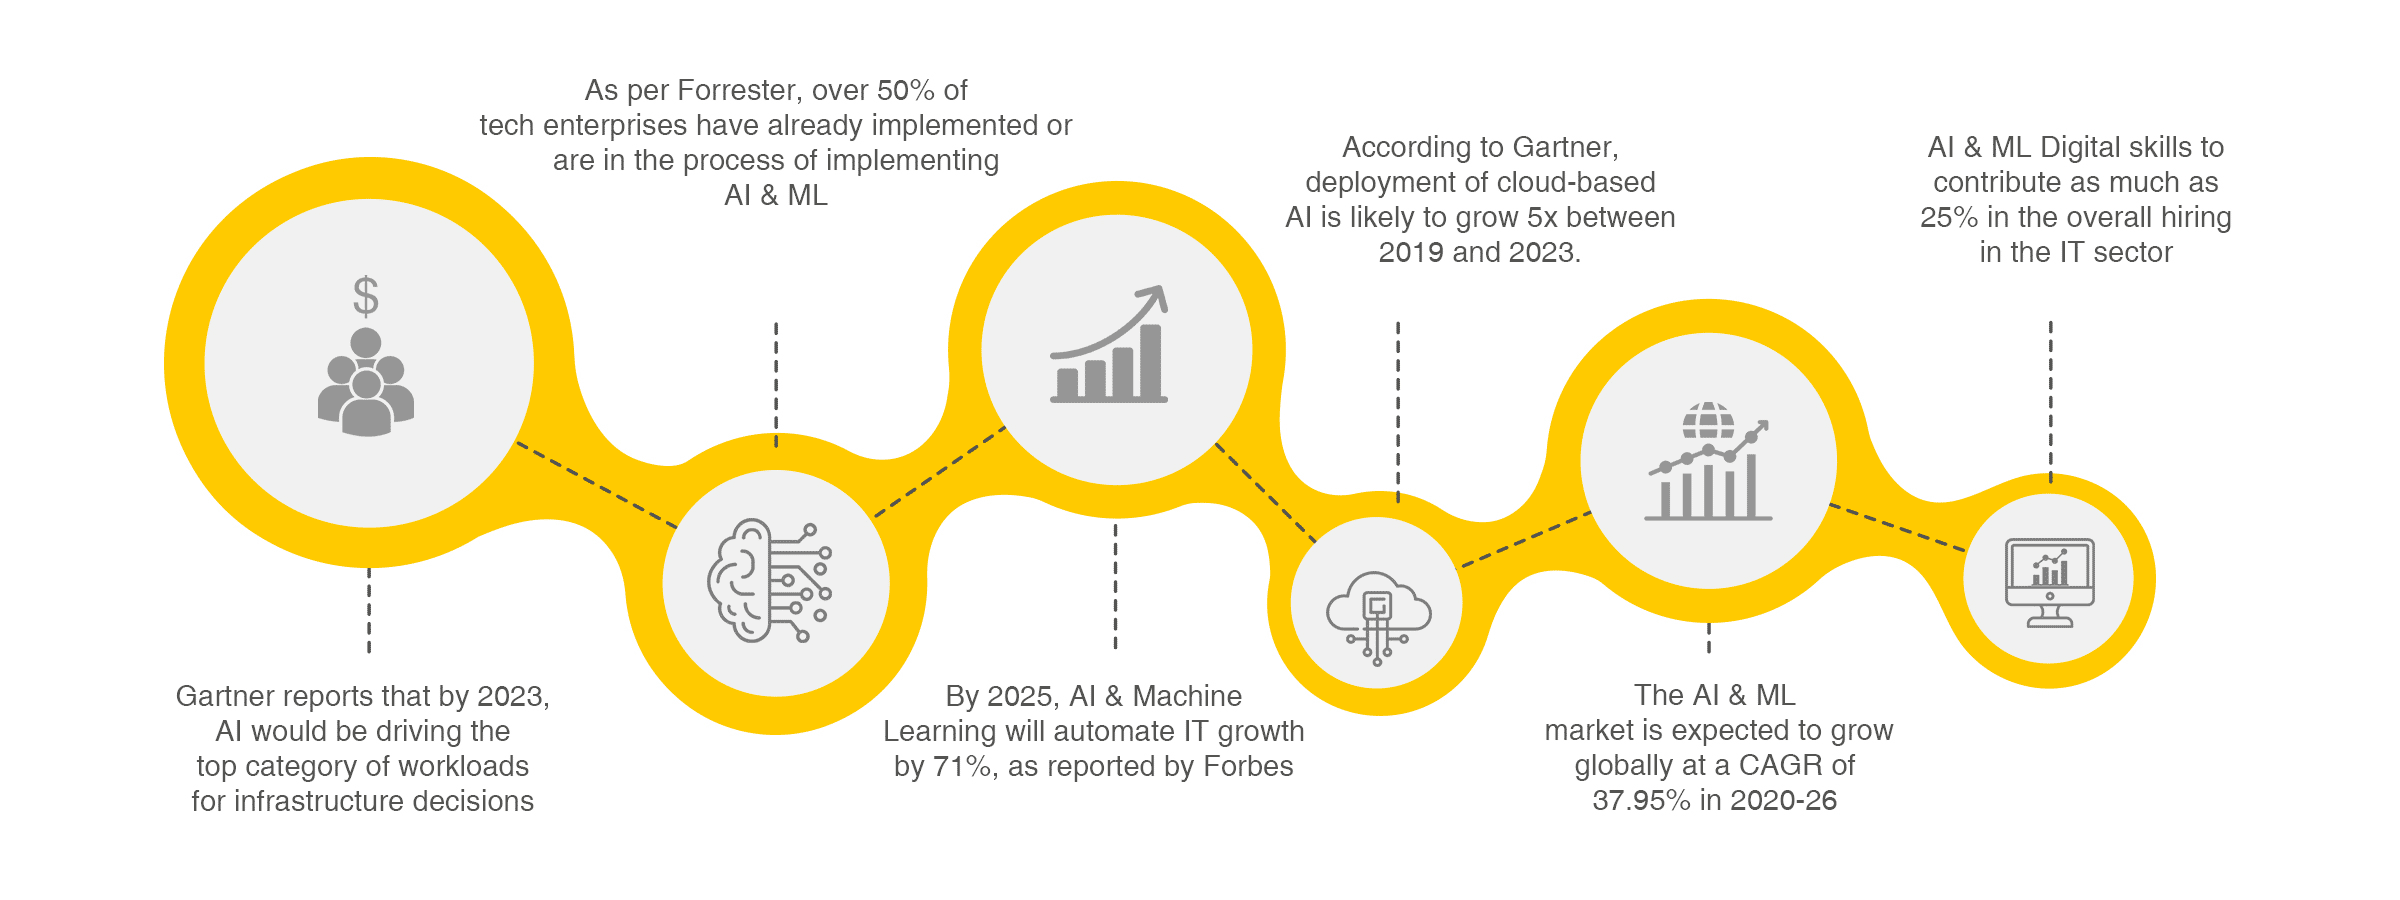 As per Forrester, over 50% of
tech enterprises have already implemented or
are in the process of implementing
AI & ML
According to Gartner,
deployment of cloud-based
AI is likely to grow 5x between
2019 and 2023.
AI & ML Digital skills to
contribute as much as
25% in the overall hiring
in the IT sector
$
Gartner reports that by 2023,
AI would be driving the
top category of workloads
for infrastructure decisions
By 2025, AI & Machine
Learning will automate IT growth
by 71%, as reported by Forbes
The AI & ML
market is expected to grow
globally at a CAGR of
37.95% in 2020-26